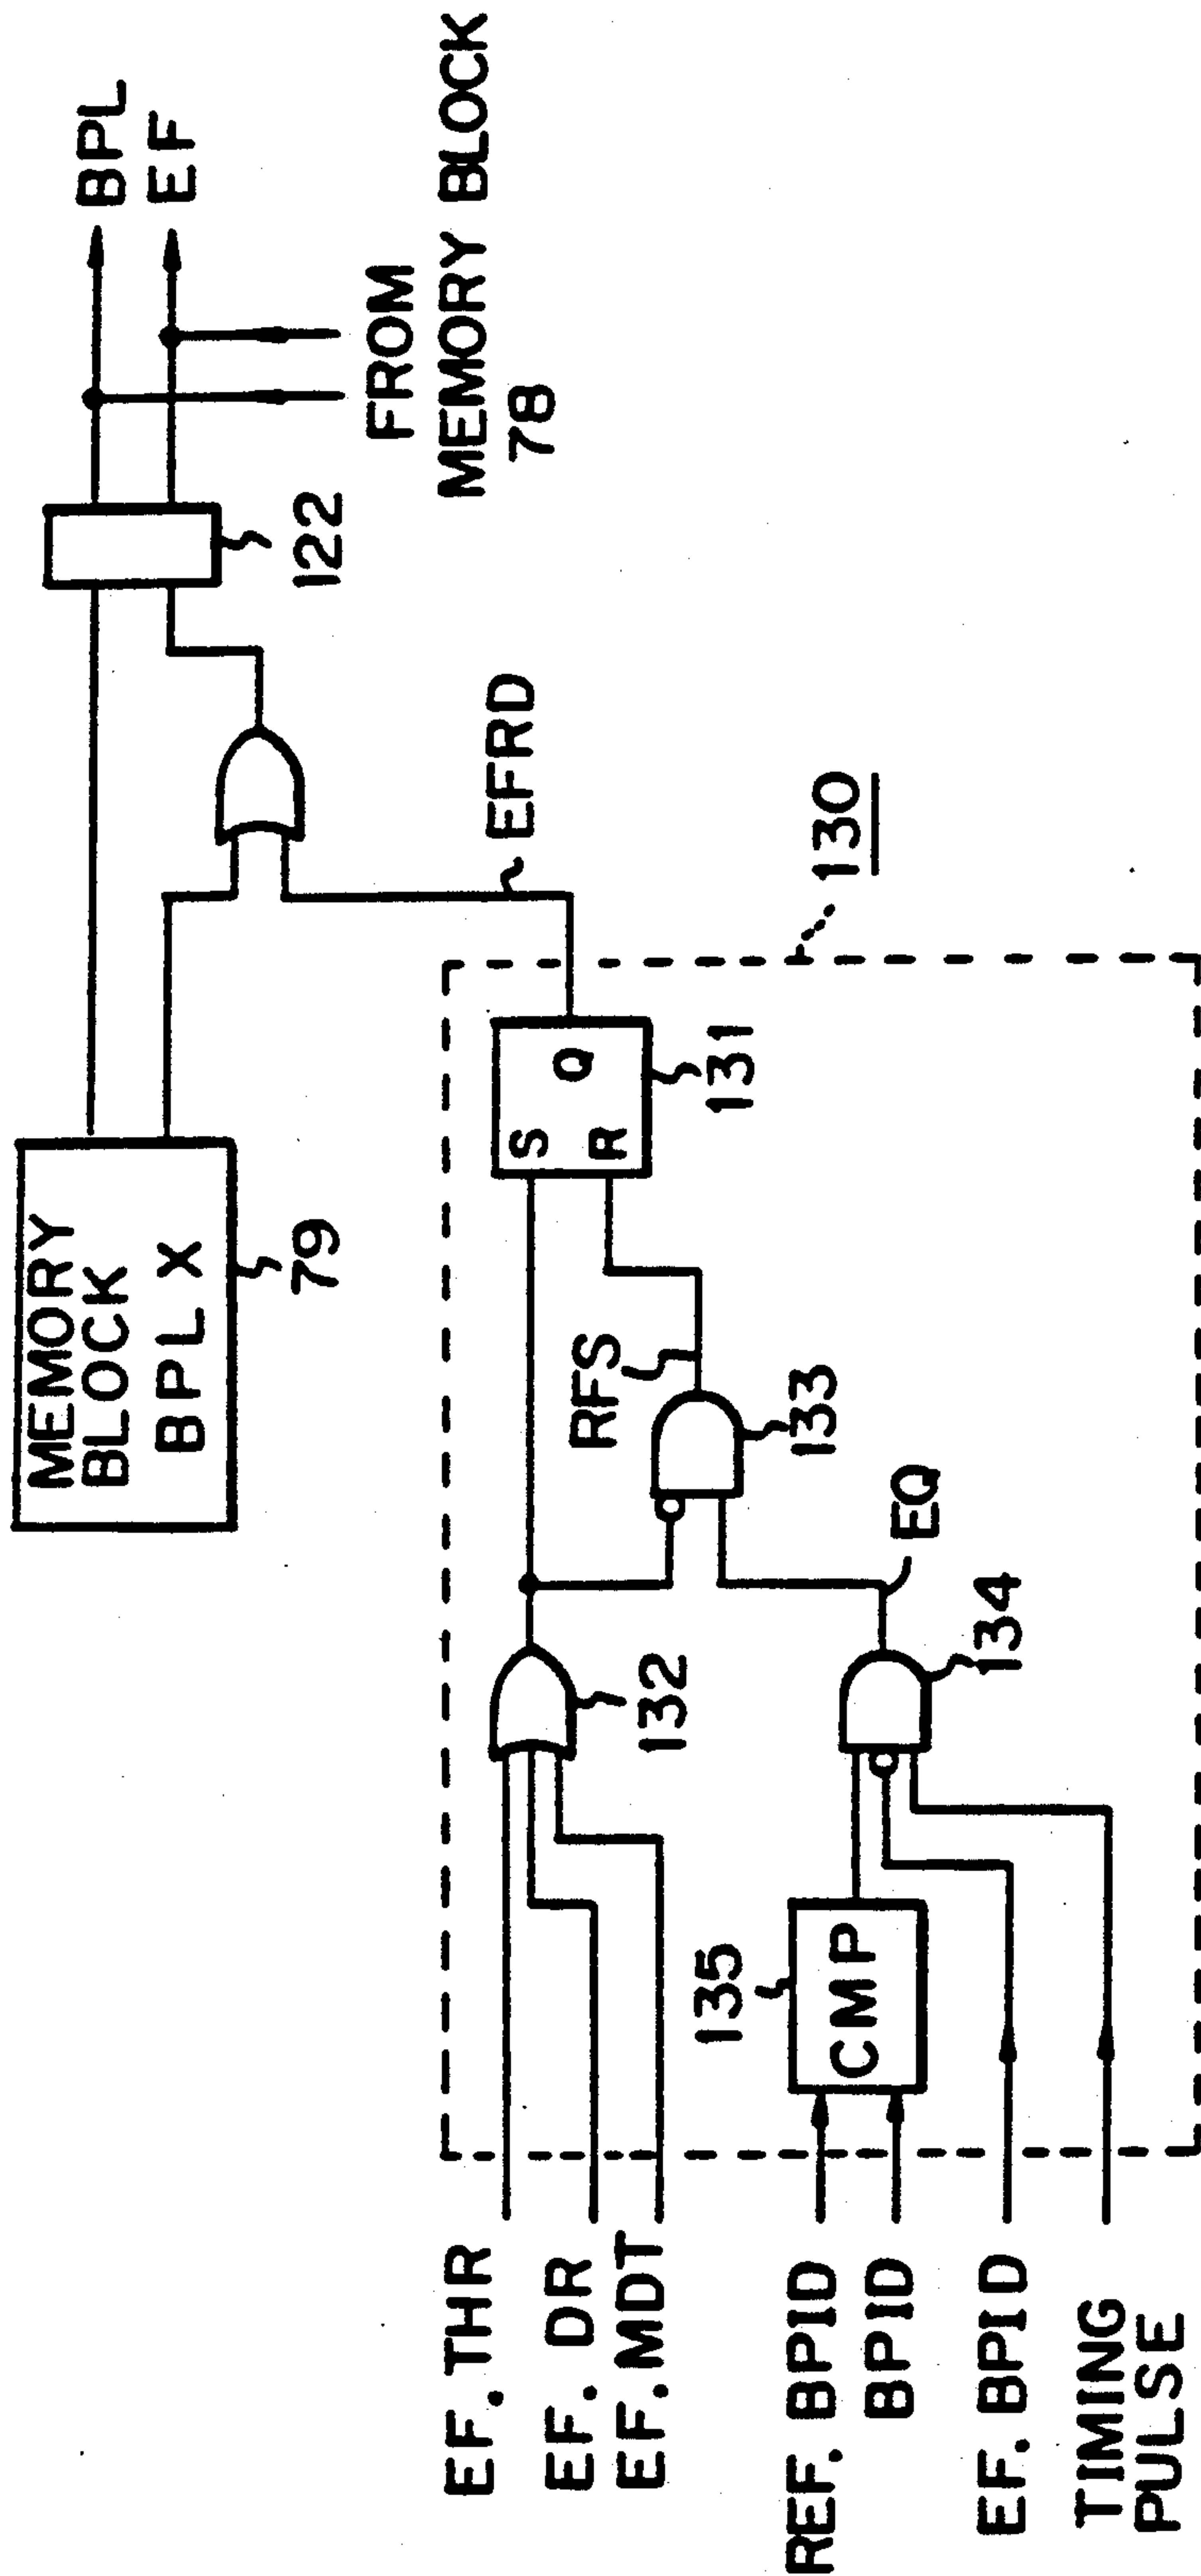 MEMORY
BLOCK
BPLX
79
122
BPL
EF
FROM
MEMORY BLOCK
78
EFRD
130
S
Q
R
131
RFS
133
132
EQ
134
135
CMP
EF.THR
EF. DR
EF.MDT
REF. BPID
BPID
EF. BPID
TIMING
PULSE